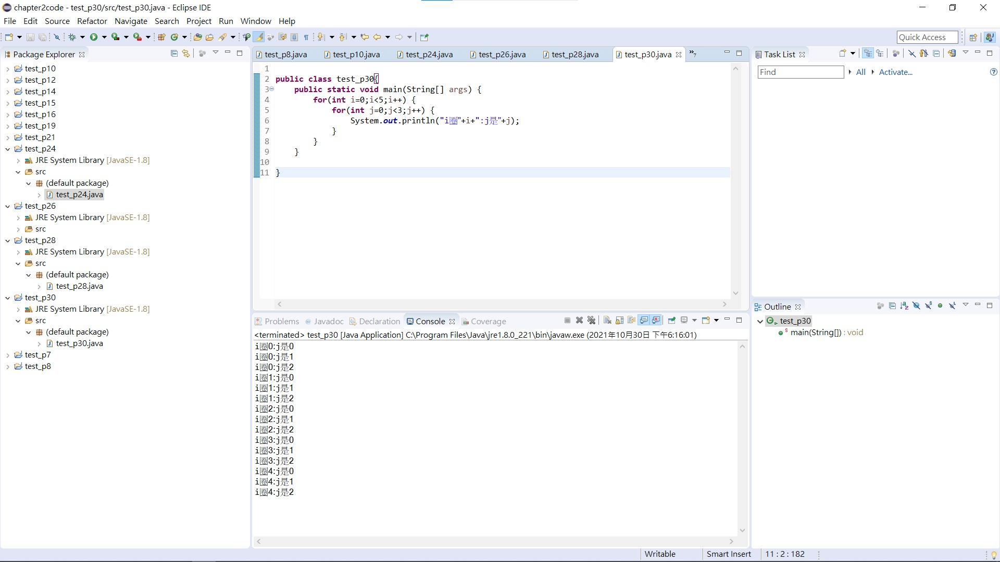 chapter2code - test_p30/src/test_p30.java - Eclipse IDE
File Edit Source Refactor Navigate Search Project Run Window Help
Quick Access
Package Explorer
test_p10
test_p12
test_p14
test_p15
test_p16
test_p19
test_p21
test_p24
JRE System Library [JavaSE-1.8]
src
(default package)
test_p24.java
test_p26
JRE System Library [JavaSE-1.8]
src
test_p28
JRE System Library [JavaSE-1.8]
src
(default package)
test_p28.java
test_p30
JRE System Library [JavaSE-1.8]
src
(default package)
test_p30.java
test_p7
test_p8
test_p8.java test_p10.java test_p24.java test_p26.java test_p28.java test_p30.java »7
1
2 public class test_p30{
3 public static void main(String[] args) {
4 for(int i=0;i<5;i++) {
5 for(int j=0;j<3;j++) {
6 System.out.println("i圈"+i+":j是"+j);
7 }
8 }
9 }
10
11 }
Problems Javadoc Declaration Console Coverage
<terminated> test_p30 [Java Application] C:\Program Files\Java\jre1.8.0_221\bin\javaw.exe (2021年10月30日 下午6:16:01)
i圈0:j是0
i圈0:j是1
i圈0:j是2
i圈1:j是0
i圈1:j是1
i圈1:j是2
i圈2:j是0
i圈2:j是1
i圈2:j是2
i圈3:j是0
i圈3:j是1
i圈3:j是2
i圈4:j是0
i圈4:j是1
i圈4:j是2
Task List
Find All Activate...
Outline
test_p30
main(String[]) : void
Writable Smart Insert 11 : 2 : 182